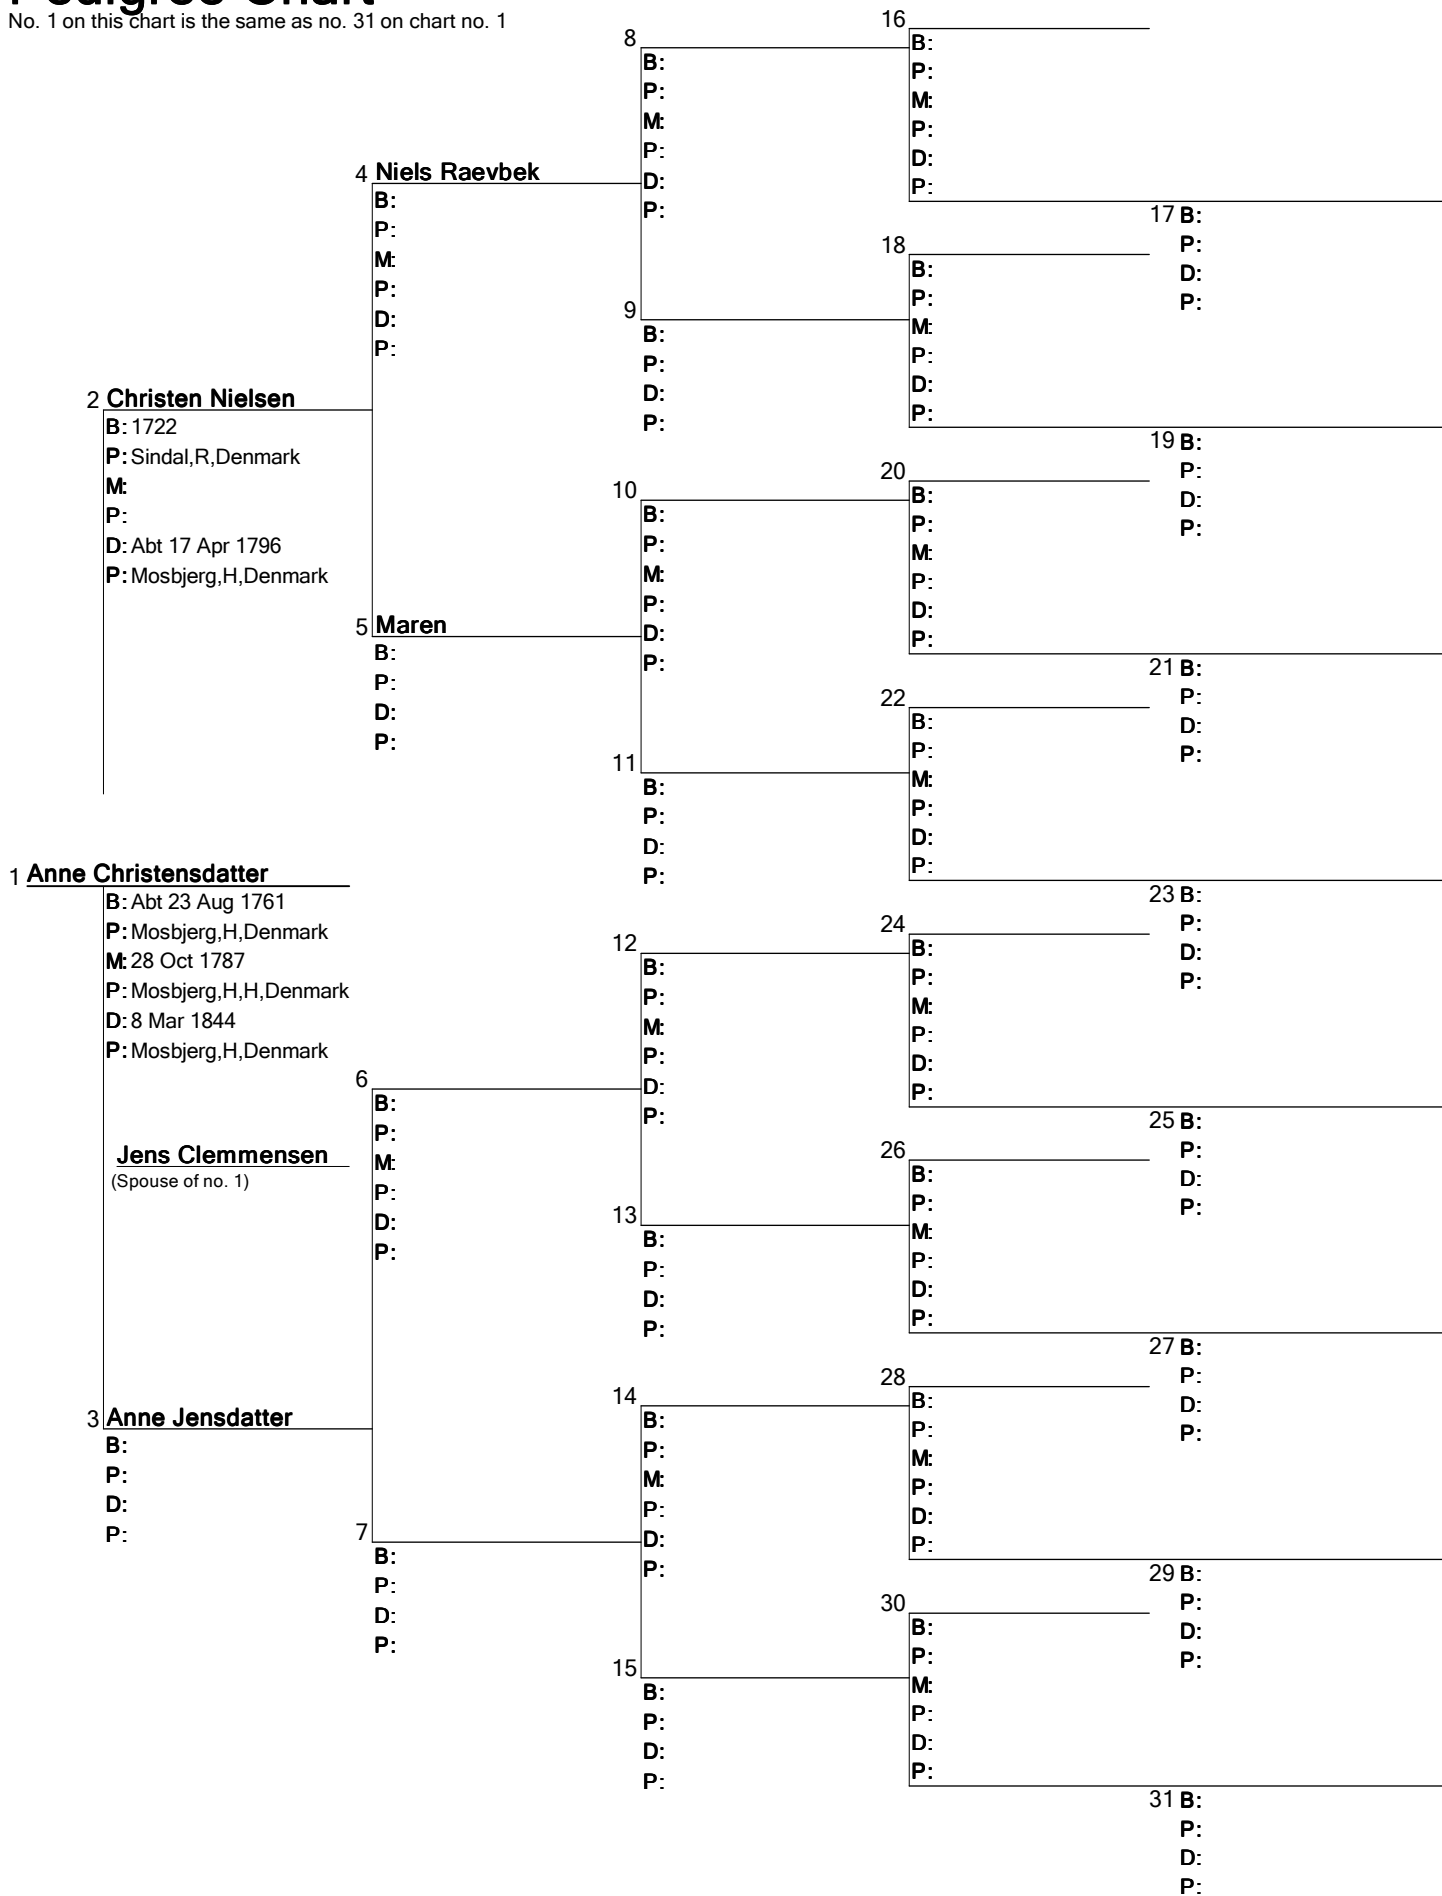 Pedigree Chart
No. 1 on this chart is the same as no. 31 on chart no. 1
1 Anne Christensdatter
B: Abt 23 Aug 1761
P: Mosbjerg,H,Denmark
M: 28 Oct 1787
P: Mosbjerg,H,H,Denmark
D: 8 Mar 1844
P: Mosbjerg,H,Denmark
Jens Clemmensen
(Spouse of no. 1)
2 Christen Nielsen
B: 1722
P: Sindal,R,Denmark
M:
P:
D: Abt 17 Apr 1796
P: Mosbjerg,H,Denmark
3 Anne Jensdatter
B:
P:
D:
P:
4 Niels Raevbek
B:
P:
M:
P:
D:
P:
5 Maren
B:
P:
D:
P:
6
B:
P:
M:
P:
D:
P:
7
B:
P:
D:
P:
8
B:
P:
M:
P:
D:
P:
9
B:
P:
D:
P:
10
B:
P:
M:
P:
D:
P:
11
B:
P:
D:
P:
12
B:
P:
M:
P:
D:
P:
13
B:
P:
D:
P:
14
B:
P:
M:
P:
D:
P:
15
B:
P:
D:
P:
16
B:
P:
M:
P:
D:
P:
17 B:
P:
D:
P:
18
B:
P:
M:
P:
D:
P:
19 B:
P:
D:
P:
20
B:
P:
M:
P:
D:
P:
21 B:
P:
D:
P:
22
B:
P:
M:
P:
D:
P:
23 B:
P:
D:
P:
24
B:
P:
M:
P:
D:
P:
25 B:
P:
D:
P:
26
B:
P:
M:
P:
D:
P:
27 B:
P:
D:
P:
28
B:
P:
M:
P:
D:
P:
29 B:
P:
D:
P:
30
B:
P:
M:
P:
D:
P:
31 B:
P:
D:
P: